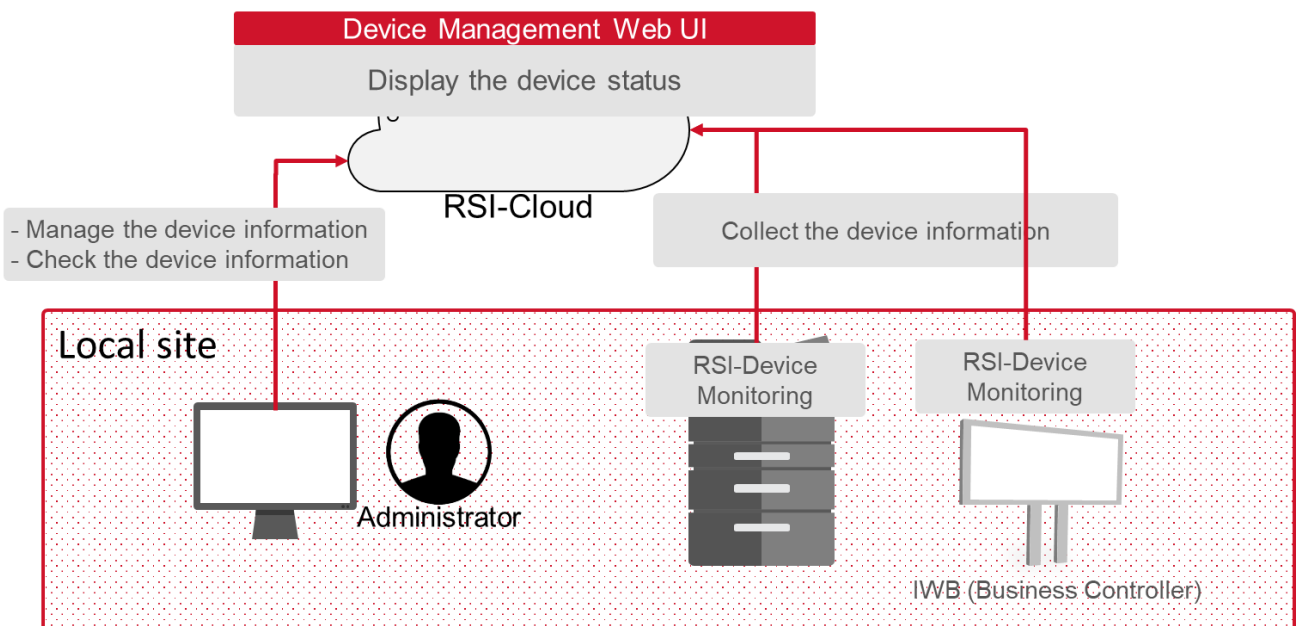 Device Management Web UI
Display the device status
RSI-Cloud
- Manage the device information
- Check the device information
Collect the device information
Local site
RSI-Device
Monitoring
RSI-Device
Monitoring
Administrator
IWB (Business Controller)